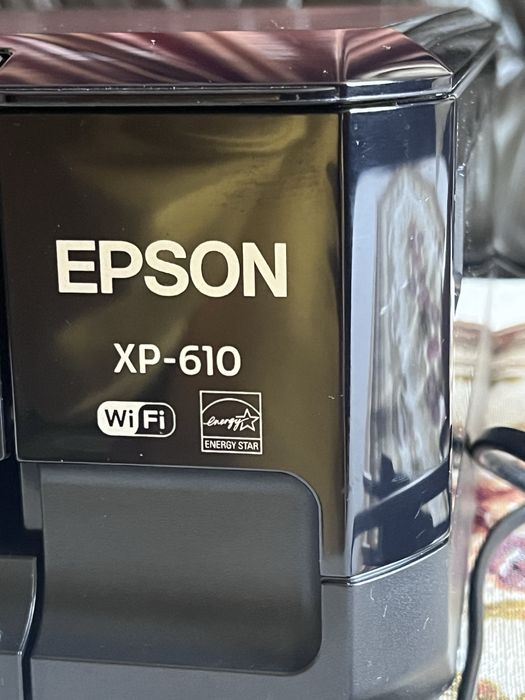 EPSON
XP-610
WiFi
energy
ENERGY STAR